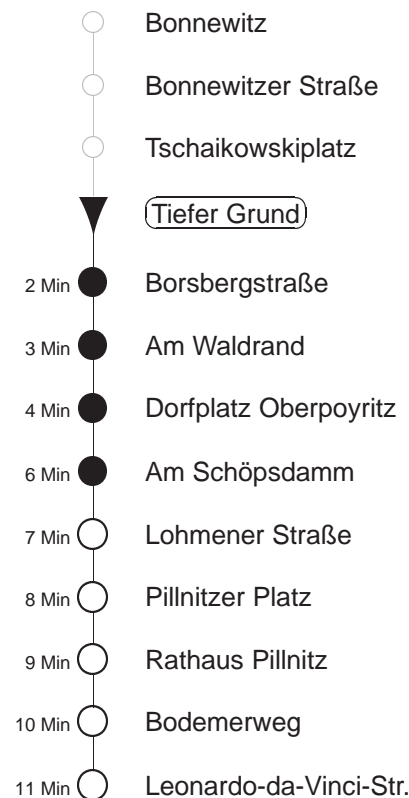 Bonnewitz
Bonnewitzer Straße
Tschaikowskiplatz
Tiefer Grund
2 Min Borsbergstraße
3 Min Am Waldrand
4 Min Dorfplatz Oberpoyritz
6 Min Am Schöpsdamm
7 Min Lohmener Straße
8 Min Pillnitzer Platz
9 Min Rathaus Pillnitz
10 Min Bodemerweg
11 Min Leonardo-da-Vinci-Str.